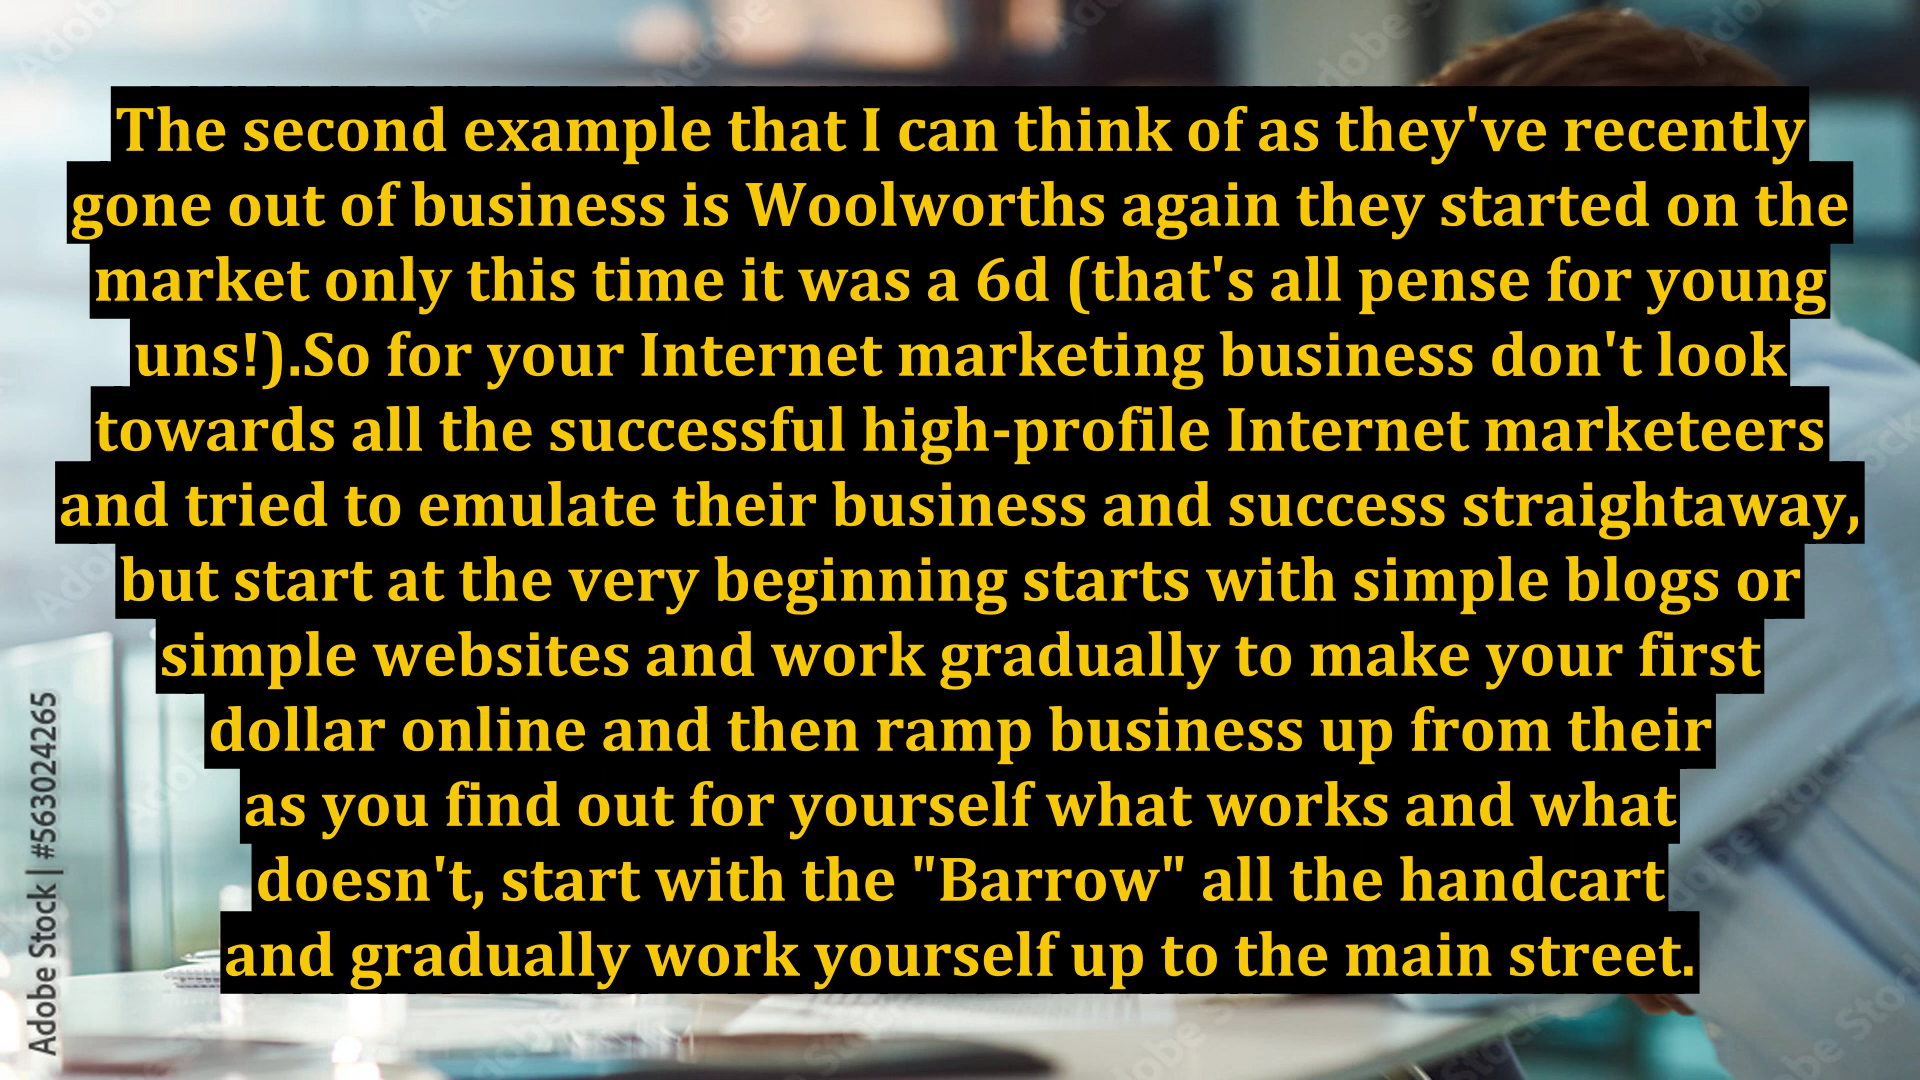 The second example that I can think of as they've recently
gone out of business is Woolworths again they started on the
market only this time it was a 6d (that's all pense for young
uns!).So for your Internet marketing business don't look
towards all the successful high-profile Internet marketeers
and tried to emulate their business and success straightaway,
but start at the very beginning starts with simple blogs or
simple websites and work gradually to make your first
dollar online and then ramp business up from their
as you find out for yourself what works and what
doesn't, start with the "Barrow" all the handcart
and gradually work yourself up to the main street.
Adobe Stock | #563024265